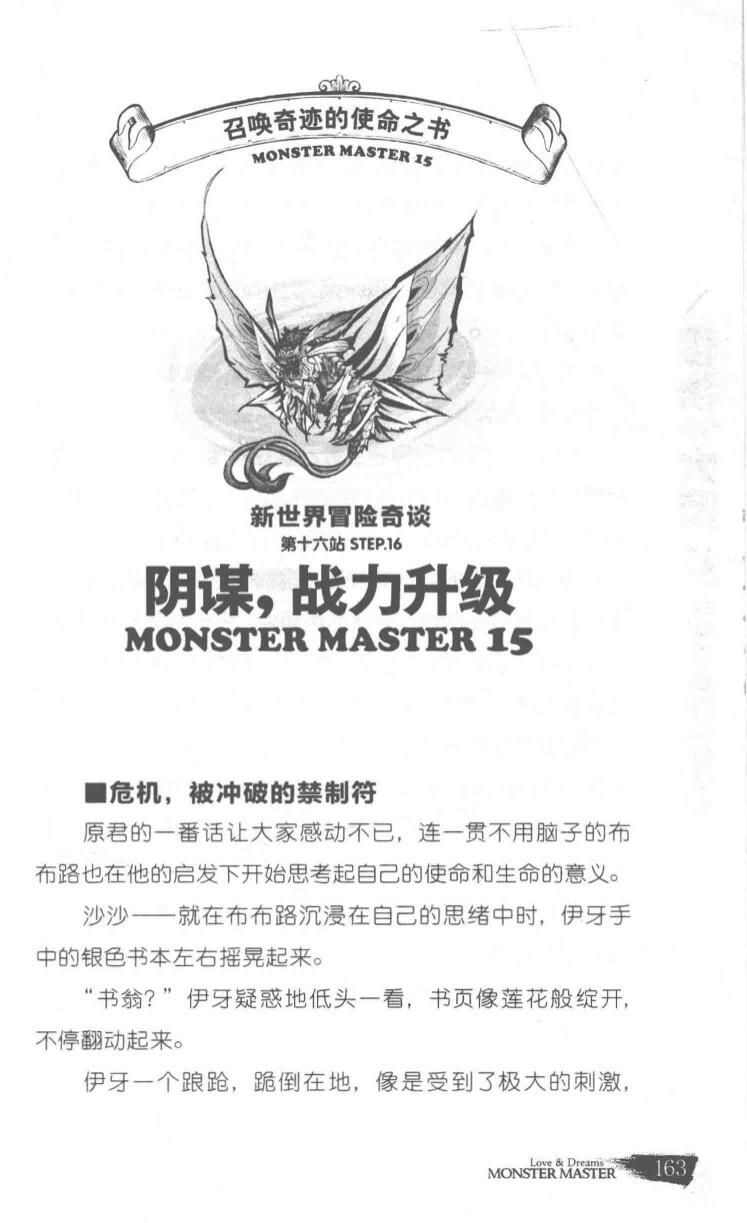 召唤奇迹的使命之书
MONSTER MASTER 15
新世界冒险奇谈
第十六站 STEP.16
阴谋，战力升级
MONSTER MASTER 15
■危机，被冲破的禁制符
原君的一番话让大家感动不已，连一贯不用脑子的布
布路也在他的启发下开始思考起自己的使命和生命的意义。
沙沙——就在布布路沉浸在自己的思绪中时，伊牙手
中的银色书本左右摇晃起来。
“书翁？”伊牙疑惑地低头一看，书页像莲花般绽开，
不停翻动起来。
伊牙一个踉跄，跪倒在地，像是受到了极大的刺激，
Love & Dreams
MONSTER MASTER 163